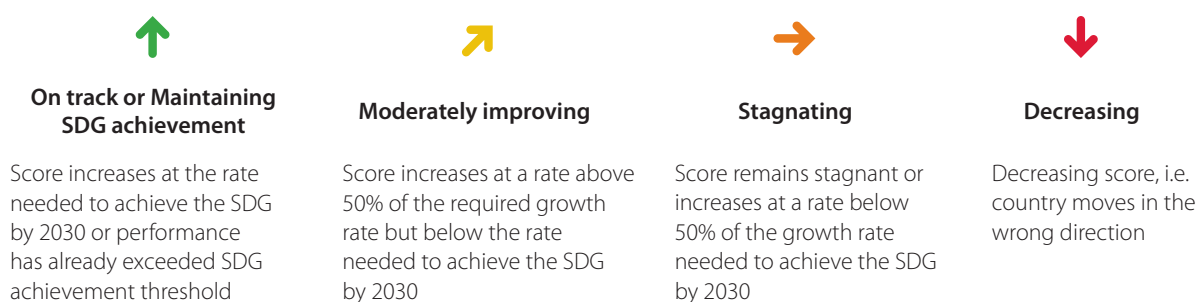 On track or Maintaining
SDG achievement
Score increases at the rate
needed to achieve the SDG
by 2030 or performance
has already exceeded SDG
achievement threshold
Moderately improving
Score increases at a rate above
50% of the required growth
rate but below the rate
needed to achieve the SDG
by 2030
Stagnating
Score remains stagnant or
increases at a rate below
50% of the growth rate
needed to achieve the SDG
by 2030
Decreasing
Decreasing score, i.e.
country moves in the
wrong direction